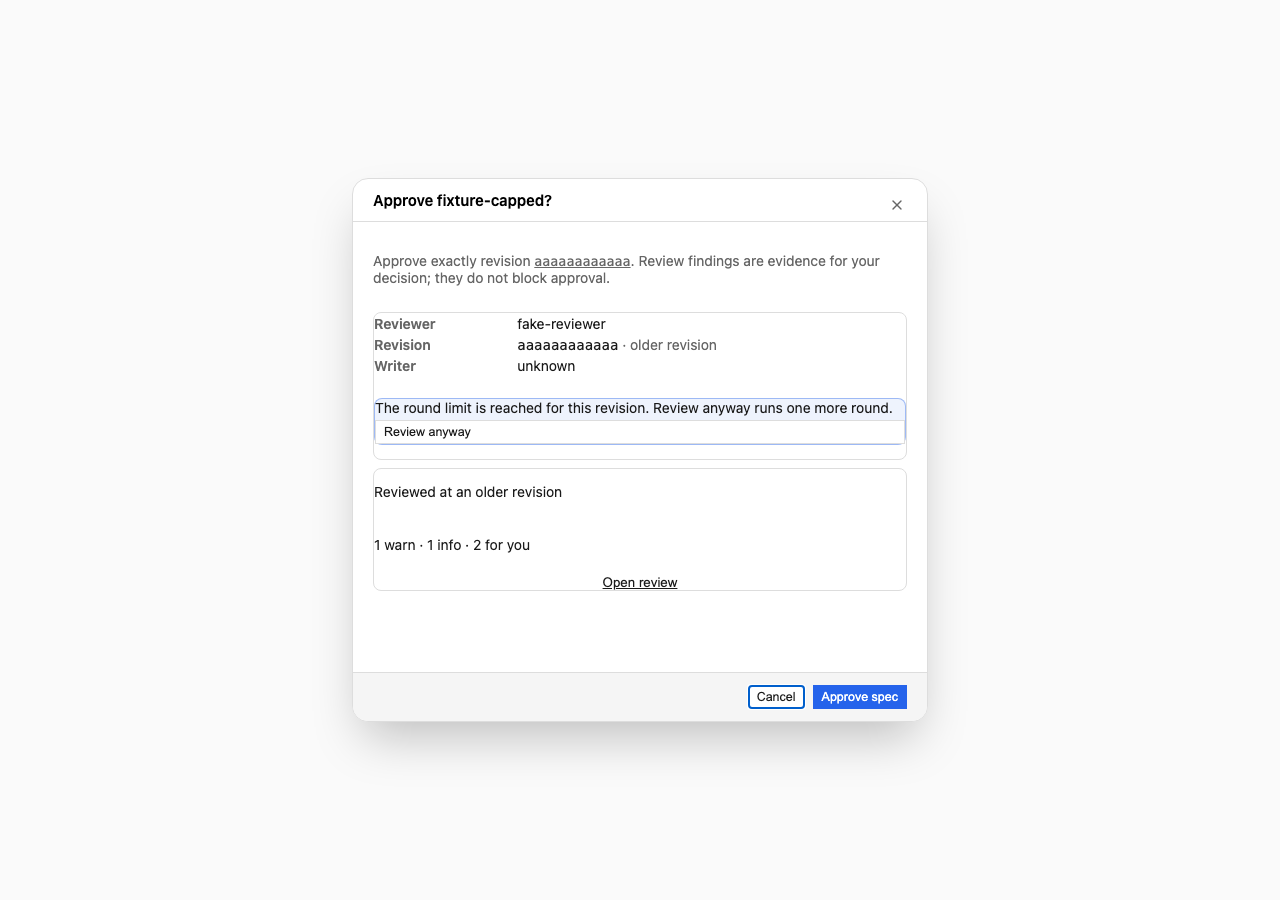 Approve fixture-capped?
Approve exactly revision aaaaaaaaaaaa. Review findings are evidence for your
decision; they do not block approval.
Reviewer fake-reviewer
Revision aaaaaaaaaaaa · older revision
Writer unknown
The round limit is reached for this revision. Review anyway runs one more round.
Review anyway
Reviewed at an older revision
1 warn · 1 info · 2 for you
Open review
Cancel Approve spec